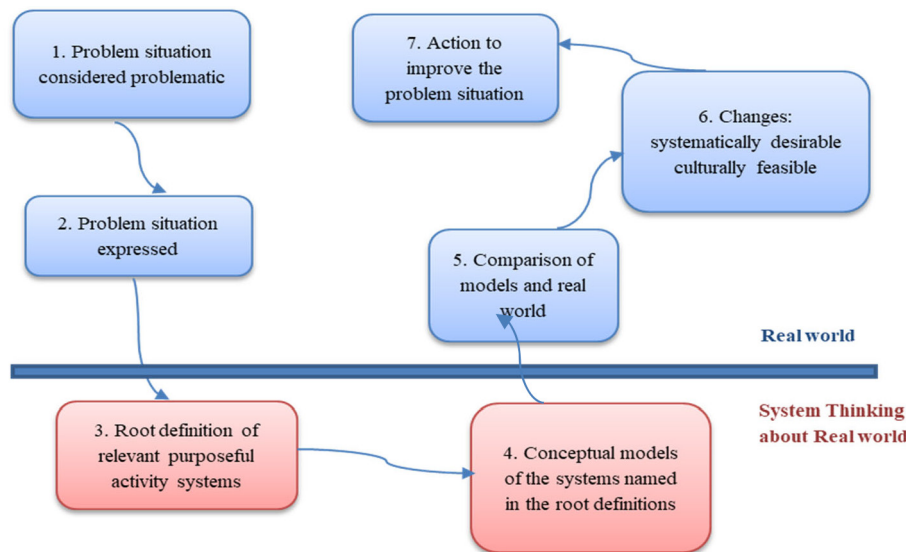 1. Problem situation
considered problematic
2. Problem situation
expressed
3. Root definition of
relevant purposeful
activity systems
4. Conceptual models
of the systems named
in the root definitions
5. Comparison of
models and real
world
6. Changes:
systematically desirable
culturally feasible
7. Action to
improve the
problem situation
Real world
System Thinking
about Real world